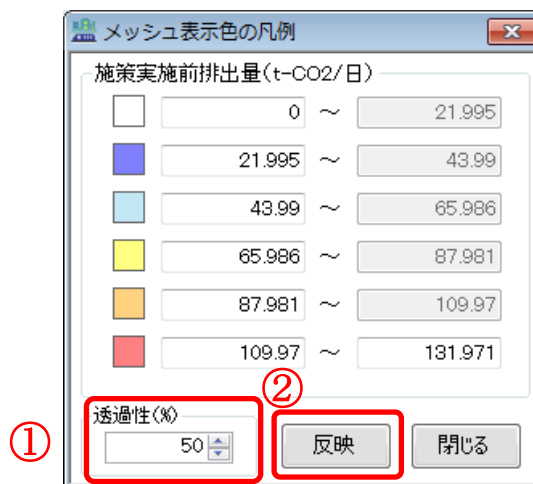 メッシュ表示色の凡例
施策実施前排出量(t-CO2/日)
0 ～ 21.995
21.995 ～ 43.99
43.99 ～ 65.986
65.986 ～ 87.981
87.981 ～ 109.97
109.97 ～ 131.971
②
透過性(%)
① 50 反映 閉じる